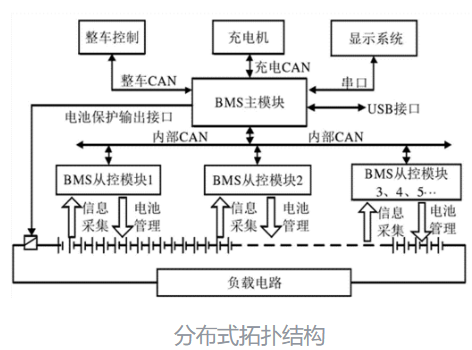 整车控制
充电机
显示系统
整车CAN
充电CAN
串口
BMS主模块
USB接口
电池保护输出接口
内部CAN
内部CAN
BMS从控模块1
BMS从控模块2
BMS从控模块
3、4、5…
信息
采集
电池
管理
信息
采集
电池
管理
信息
采集
电池
管理
负载电路
分布式拓扑结构